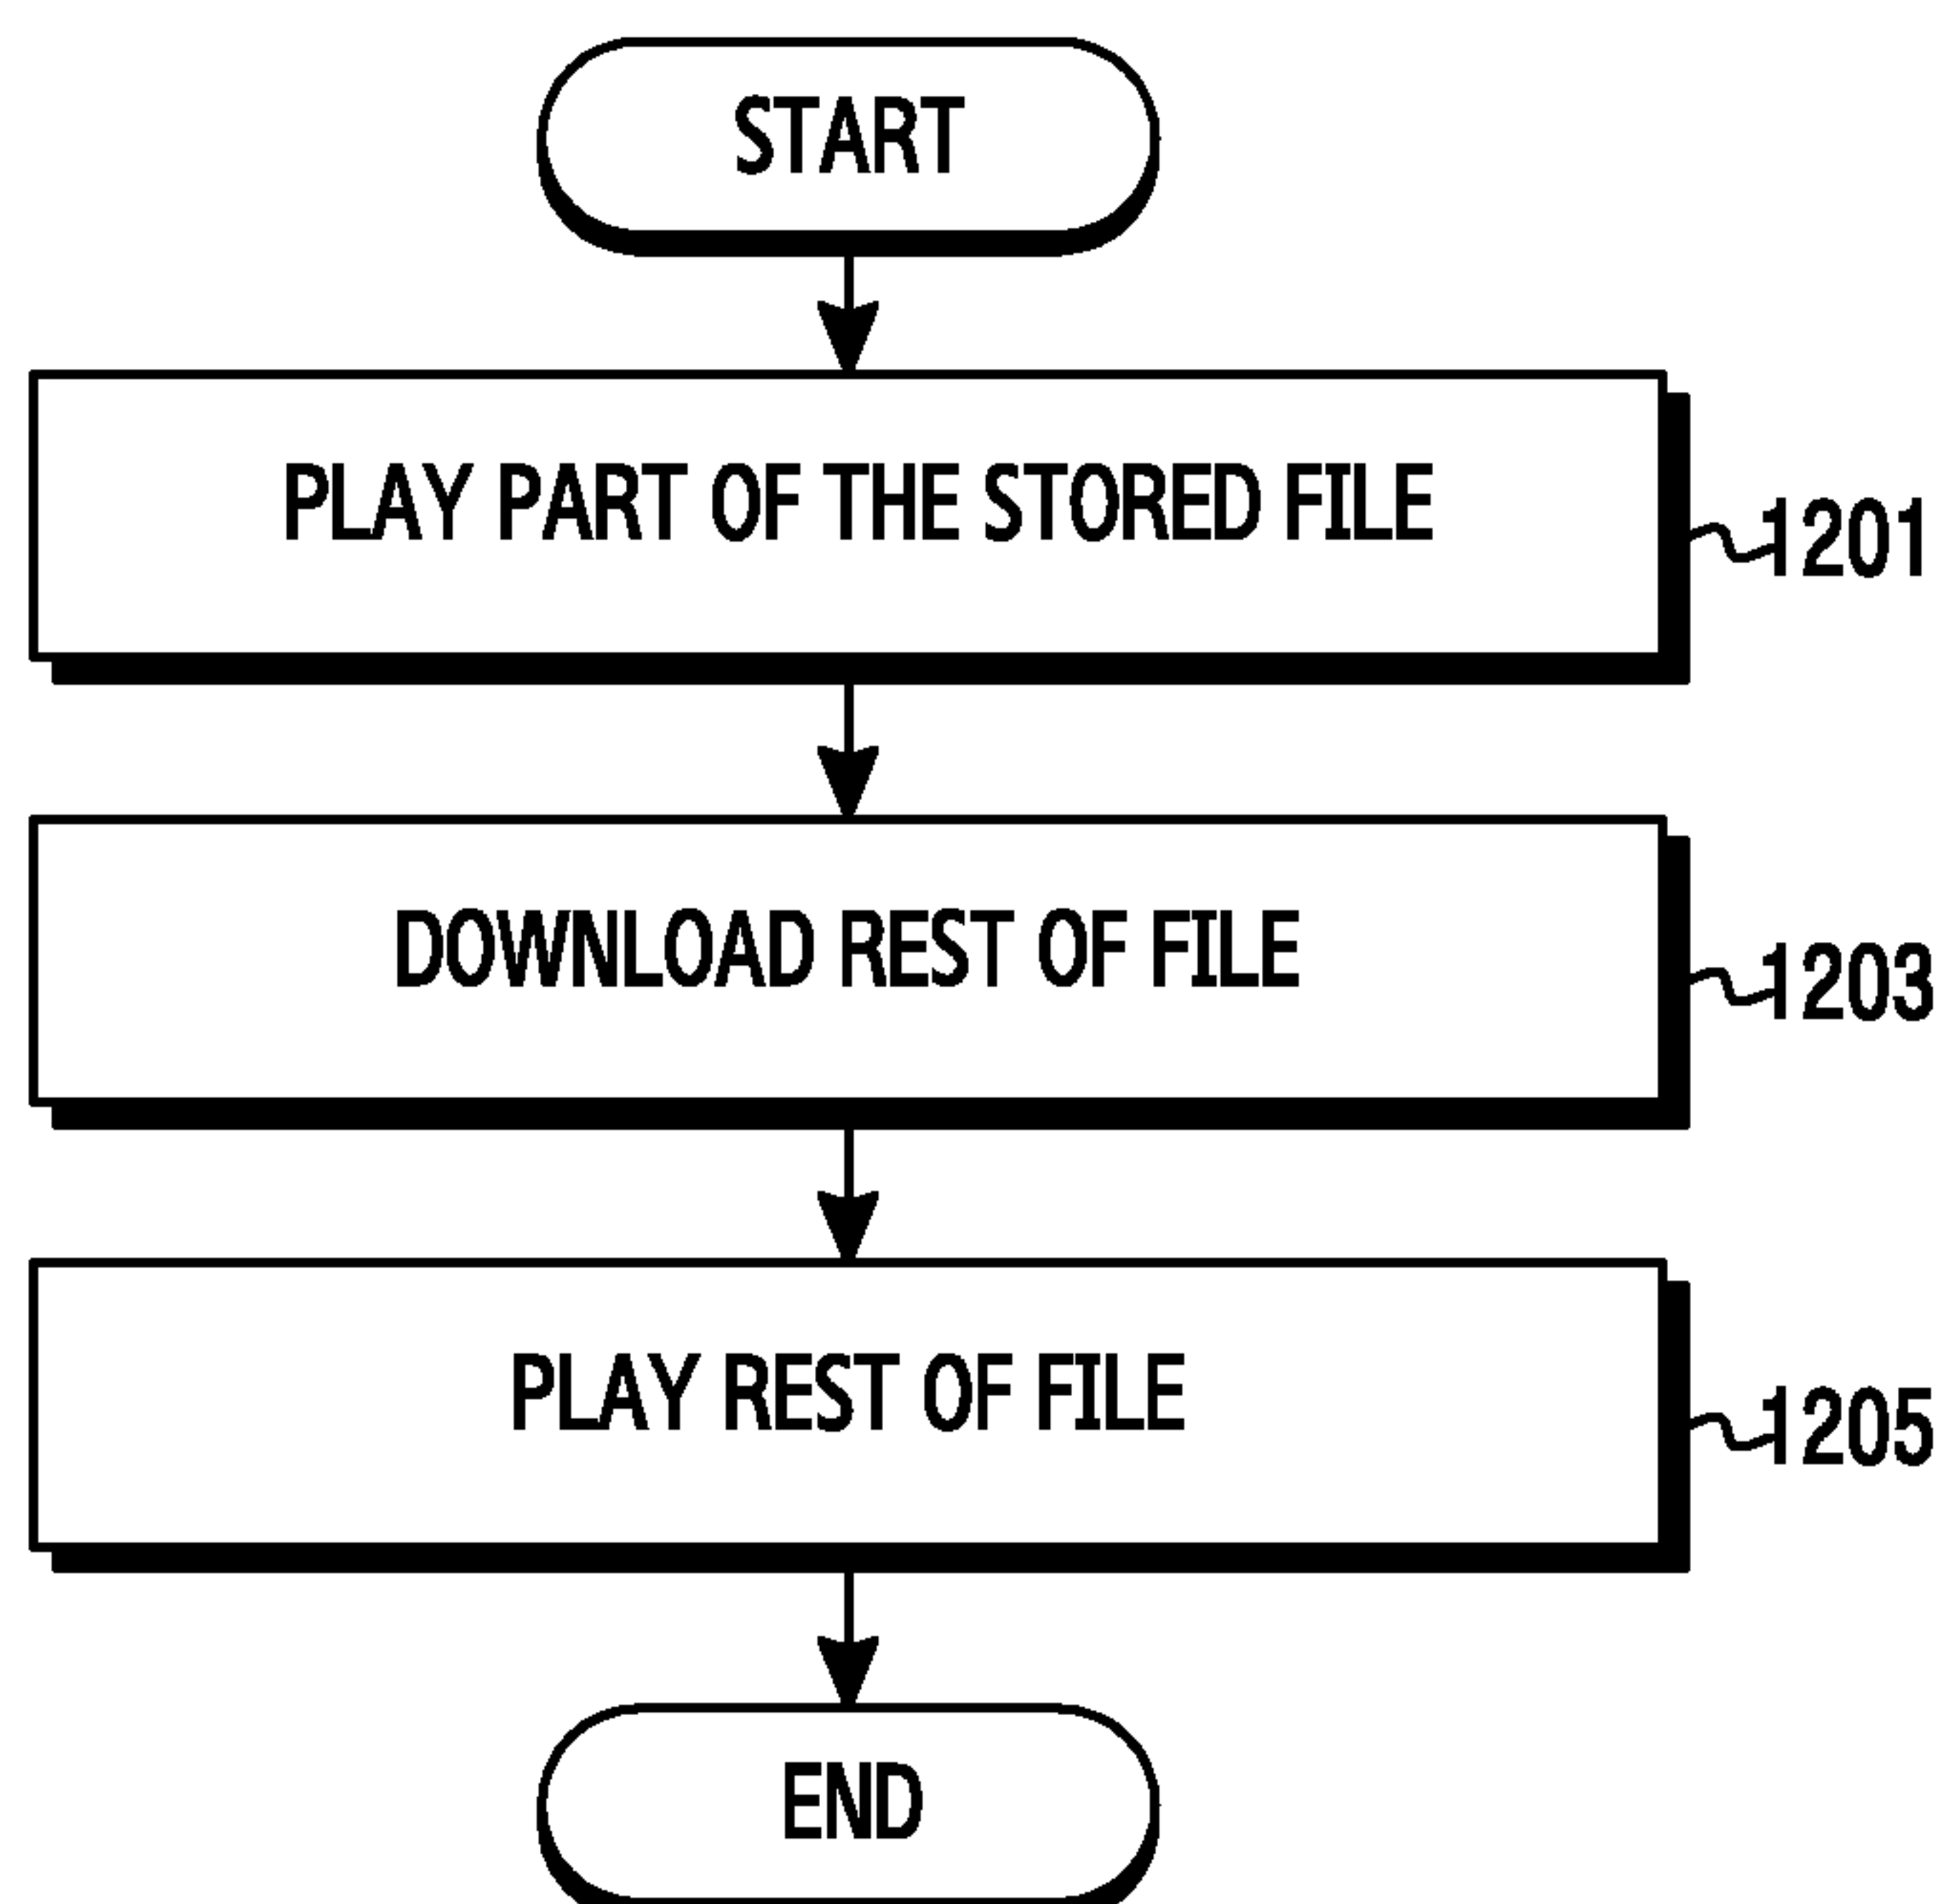 START
PLAY PART OF THE STORED FILE
1201
DOWNLOAD REST OF FILE
1203
PLAY REST OF FILE
1205
END